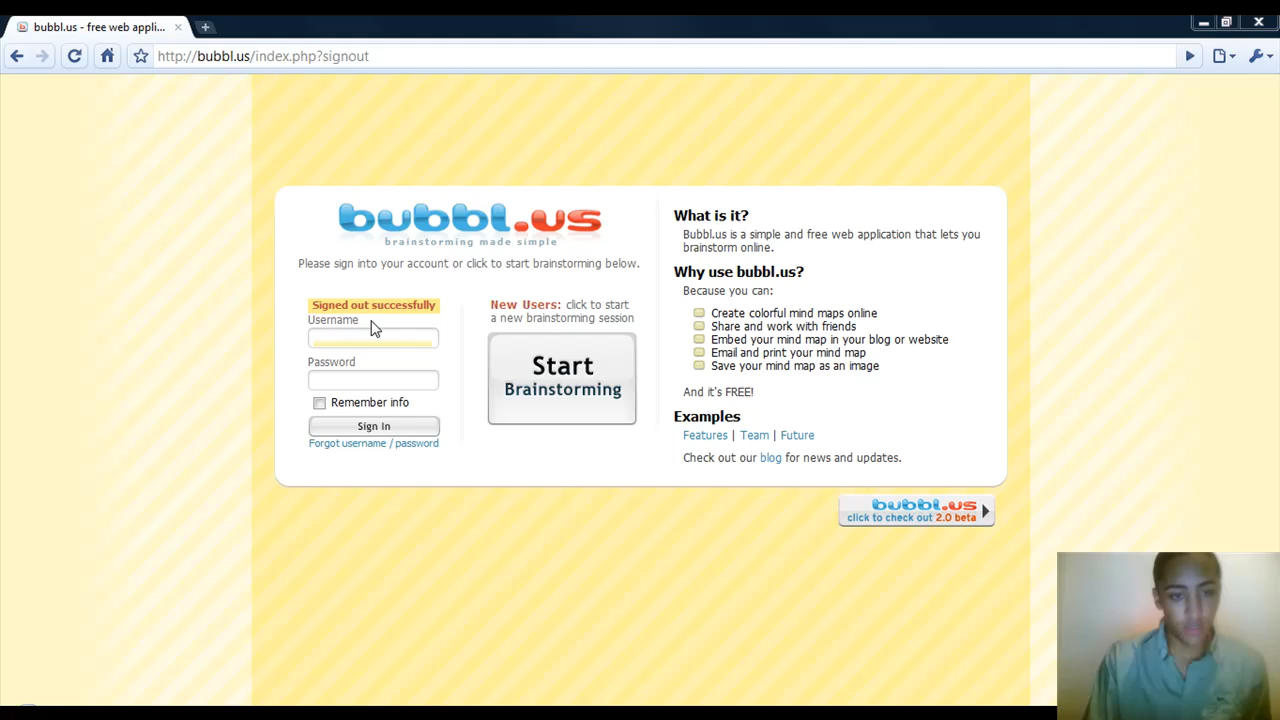 bubbl.us - free web appli...
http://bubbl.us/index.php?signout
bubbl.us
brainstorming made simple
Please sign into your account or click to start brainstorming below.
Signed out successfully
Username
Password
Remember info
Sign In
Forgot username / password
New Users: click to start
a new brainstorming session
Start
Brainstorming
What is it?
Bubbl.us is a simple and free web application that lets you
brainstorm online.
Why use bubbl.us?
Because you can:
Create colorful mind maps online
Share and work with friends
Embed your mind map in your blog or website
Email and print your mind map
Save your mind map as an image
And it's FREE!
Examples
Features | Team | Future
Check out our blog for news and updates.
bubbl.us
click to check out 2.0 beta